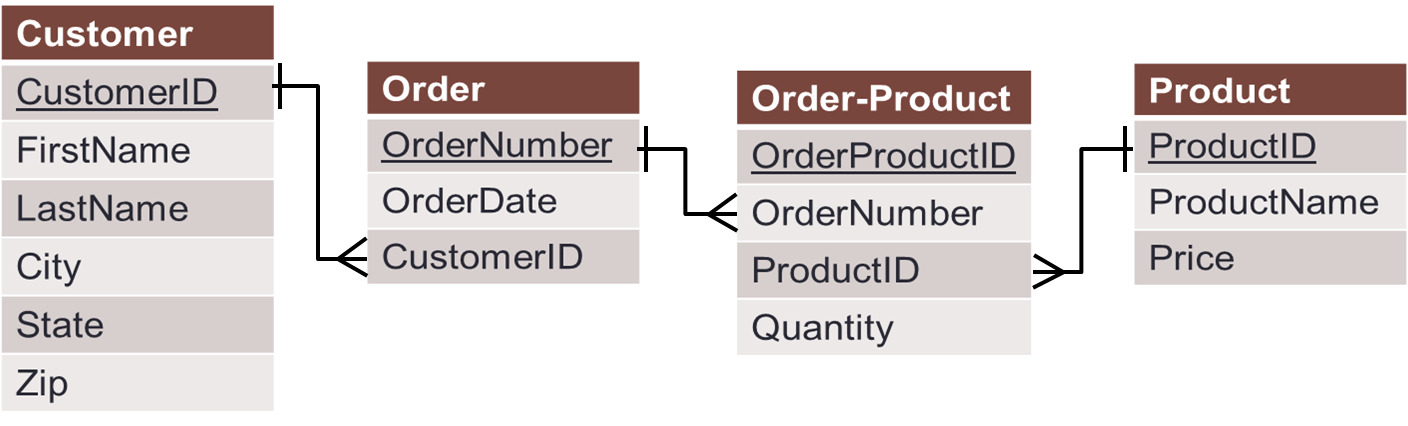 Customer
CustomerID
FirstName
LastName
City
State
Zip
Order
OrderNumber
OrderDate
CustomerID
Order-Product
OrderProductID
OrderNumber
ProductID
Quantity
Product
ProductID
ProductName
Price